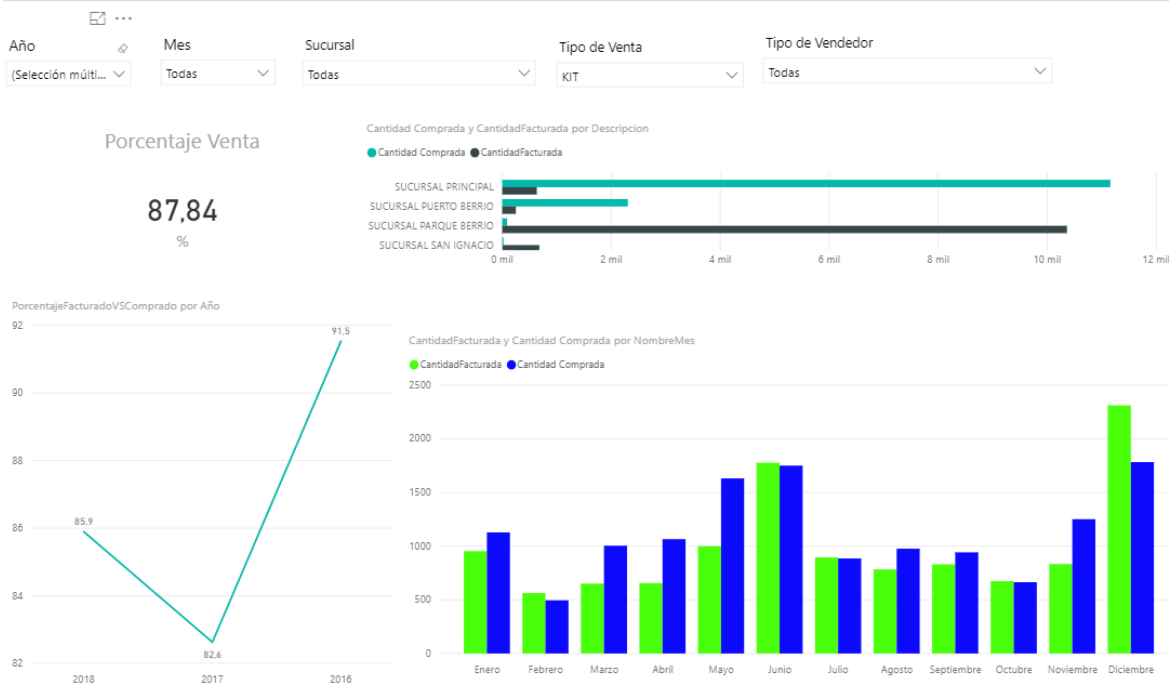 Año
Mes
Sucursal
Tipo de Venta
Tipo de Vendedor
(Selección múlti...
Todas
Todas
KIT
Todas
Porcentaje Venta
87,84
%
Cantidad Comprada y CantidadFacturada por Descripcion
Cantidad Comprada CantidadFacturada
SUCURSAL PRINCIPAL
SUCURSAL PUERTO BERRIO
SUCURSAL PARQUE BERRIO
SUCURSAL SAN IGNACIO
0 mil 2 mil 4 mil 6 mil 8 mil 10 mil 12 mil
PorcentajeFacturadoVSComprado por Año
92
90
88
86
84
82
85,9
82,6
91,5
2018 2017 2016
CantidadFacturada y Cantidad Comprada por NombreMes
CantidadFacturada Cantidad Comprada
2500
2000
1500
1000
500
0
Enero Febrero Marzo Abril Mayo Junio Julio Agosto Septiembre Octubre Noviembre Diciembre